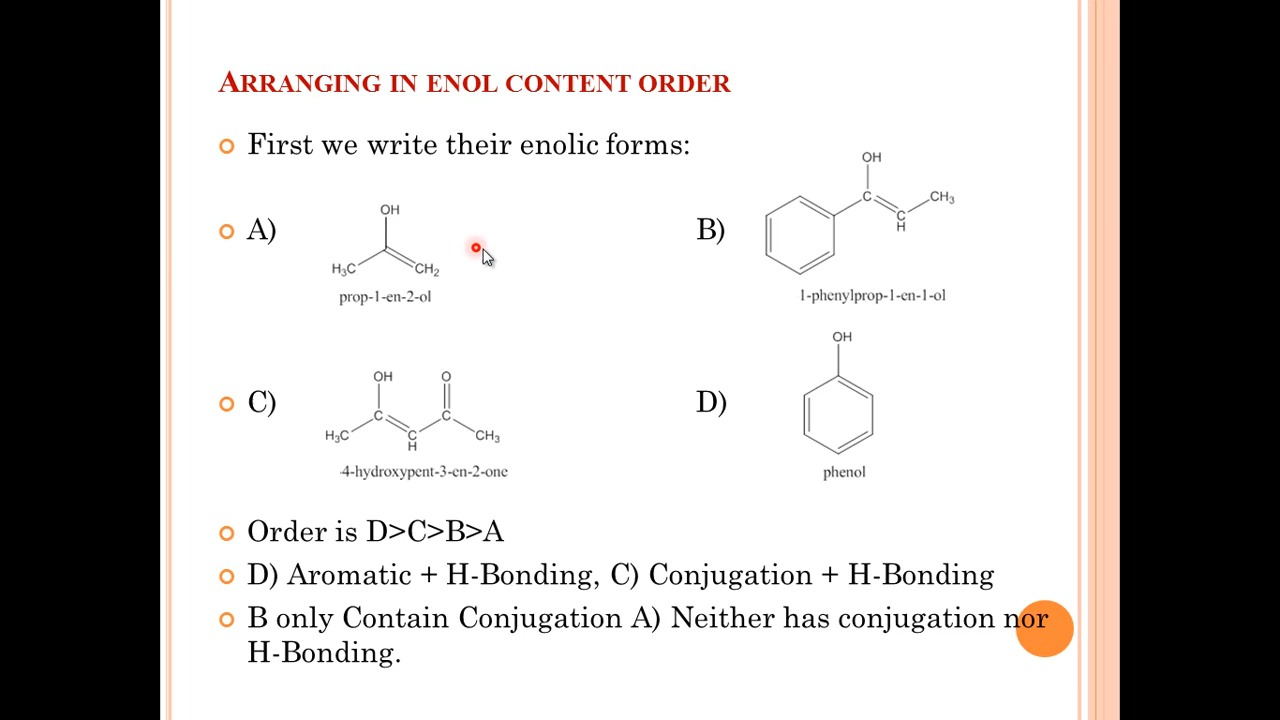 ARRANGING IN ENOL CONTENT ORDER
First we write their enolic forms:
A)
OH
H₃C
CH₂
prop-1-en-2-ol
B)
OH
C
CH₃
C
H
1-phenylprop-1-en-1-ol
C)
OH
O
C
C
H₃C
C
CH₃
H
4-hydroxypent-3-en-2-one
D)
OH
phenol
Order is D>C>B>A
D) Aromatic + H-Bonding, C) Conjugation + H-Bonding
B only Contain Conjugation A) Neither has conjugation nor
H-Bonding.